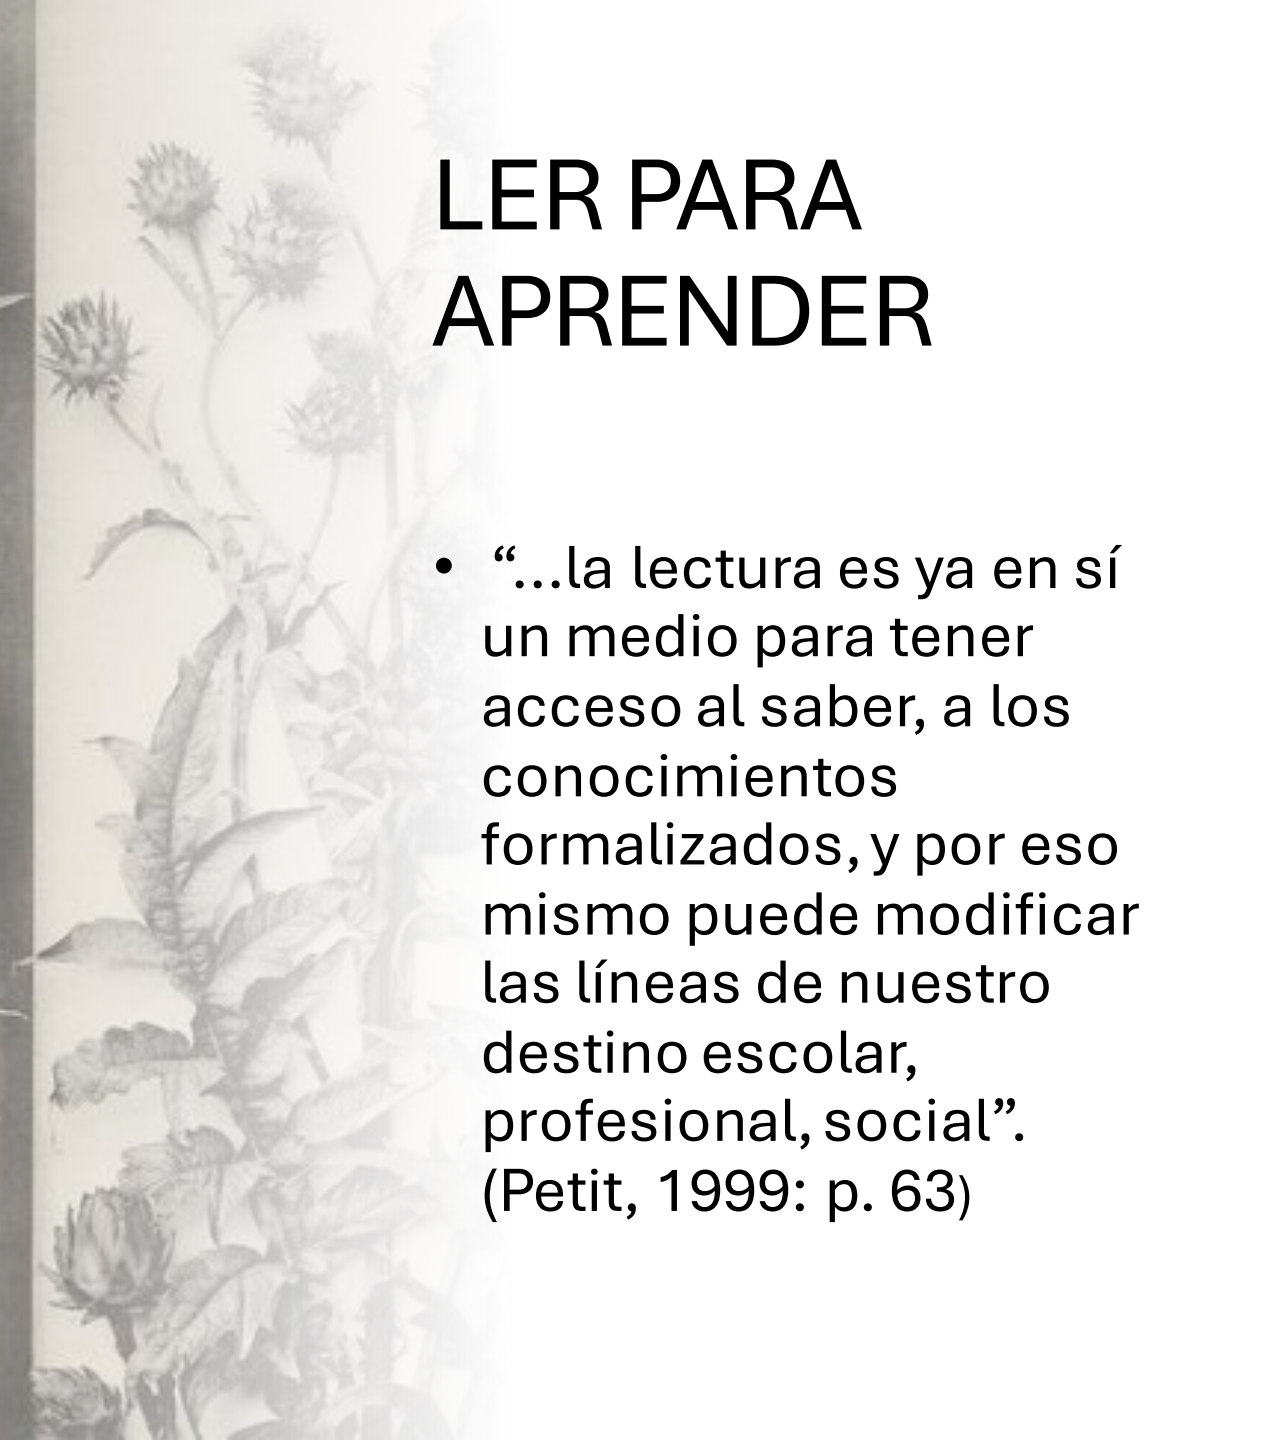 LER PARA
APRENDER
• “…la lectura es ya en sí
un medio para tener
acceso al saber, a los
conocimientos
formalizados, y por eso
mismo puede modificar
las líneas de nuestro
destino escolar,
profesional, social”.
(Petit, 1999: p. 63)